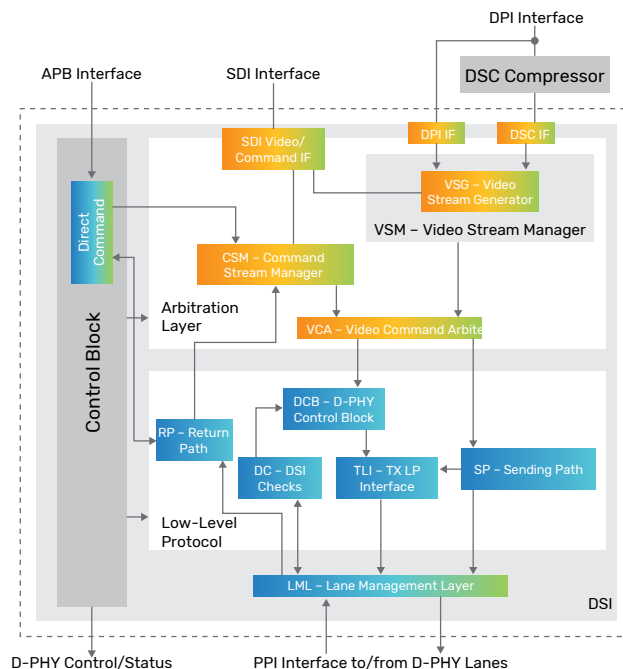 DPI Interface
APB Interface
SDI Interface
DSC Compressor
SDI Video/
Command IF
DPI IF
DSC IF
VSG – Video
Stream Generator
VSM – Video Stream Manager
Direct
Command
CSM – Command
Stream Manager
Arbitration
Layer
VCA – Video Command Arbite
Control Block
DCB – D-PHY
Control Block
RP – Return
Path
DC – DSI
Checks
TLI – TX LP
Interface
SP – Sending Path
Low-Level
Protocol
LML – Lane Management Layer
DSI
D-PHY Control/Status
PPI Interface to/from D-PHY Lanes